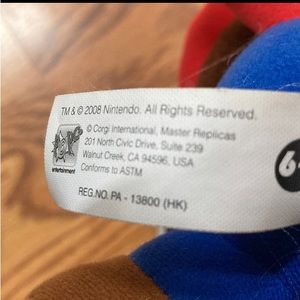 TM & © 2008 Nintendo. All Rights Reserved.
© Corgi International, Master Replicas
201 North Civic Drive, Suite 239
Walnut Creek, CA 94596, USA
Conforms to ASTM
entertainment
REG.NO. PA - 13800 (HK)